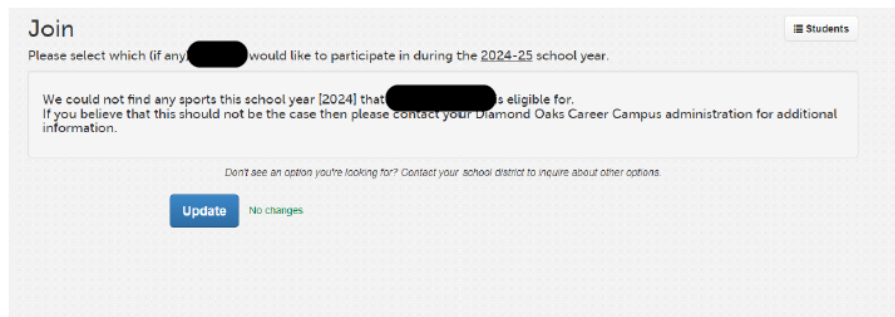 Join
Students
Please select which (if any) would like to participate in during the 2024-25 school year.
We could not find any sports this school year [2024] that is eligible for.
If you believe that this should not be the case then please contact your Diamond Oaks Career Campus administration for additional
information.
Don't see an option you're looking for? Contact your school district to inquire about other options.
Update
No changes